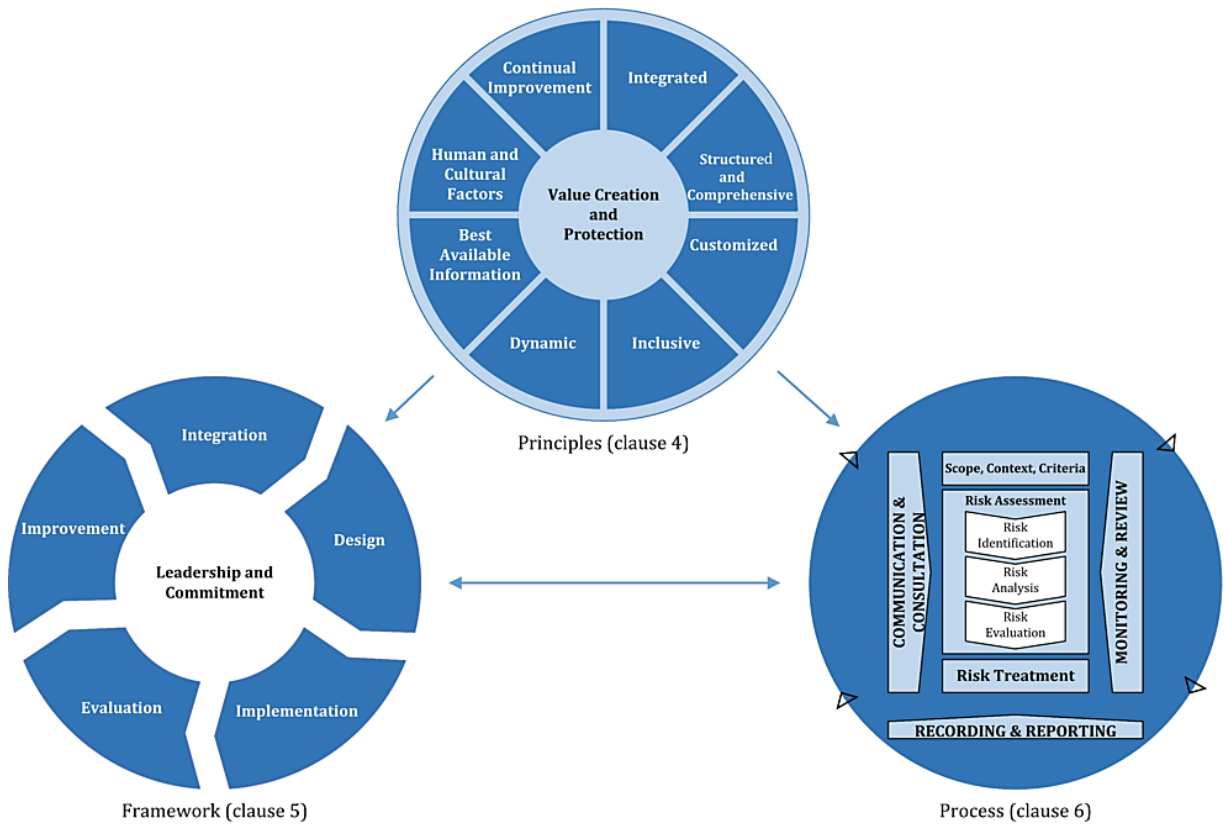 Continual
Improvement
Integrated
Human and
Cultural
Factors
Structured
and
Comprehensive
Value Creation
and
Protection
Best
Available
Information
Customized
Dynamic
Inclusive
Principles (clause 4)
Integration
Improvement
Design
Leadership and
Commitment
Evaluation
Implementation
Framework (clause 5)
COMMUNICATION &
CONSULTATION
Scope, Context, Criteria
Risk Assessment
Risk
Identification
Risk
Analysis
Risk
Evaluation
Risk Treatment
MONITORING & REVIEW
RECORDING & REPORTING
Process (clause 6)